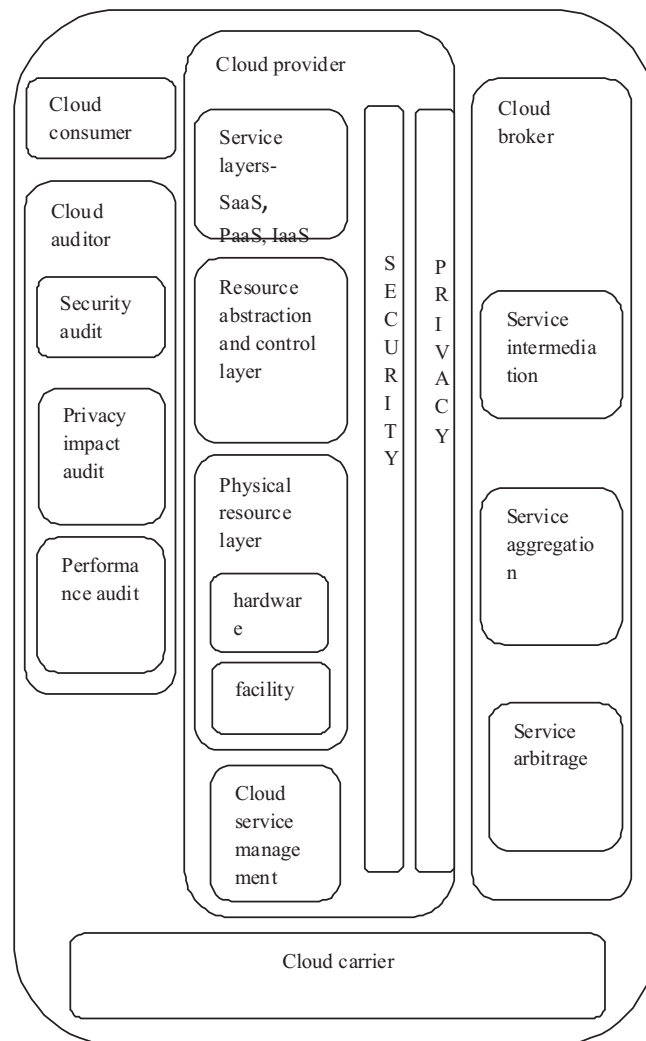 Cloud
consumer
Cloud
auditor
Security
audit
Privacy
impact
audit
Performa
nce audit
Cloud provider
Service
layers-
SaaS,
PaaS, IaaS
Resource
abstraction
and control
layer
Physical
resource
layer
hardwar
e
facility
Cloud
service
manage
ment
S
E
C
U
R
I
T
Y
P
R
I
V
A
C
Y
Cloud
broker
Service
intermedia
tion
Service
aggregatio
n
Service
arbitrage
Cloud carrier